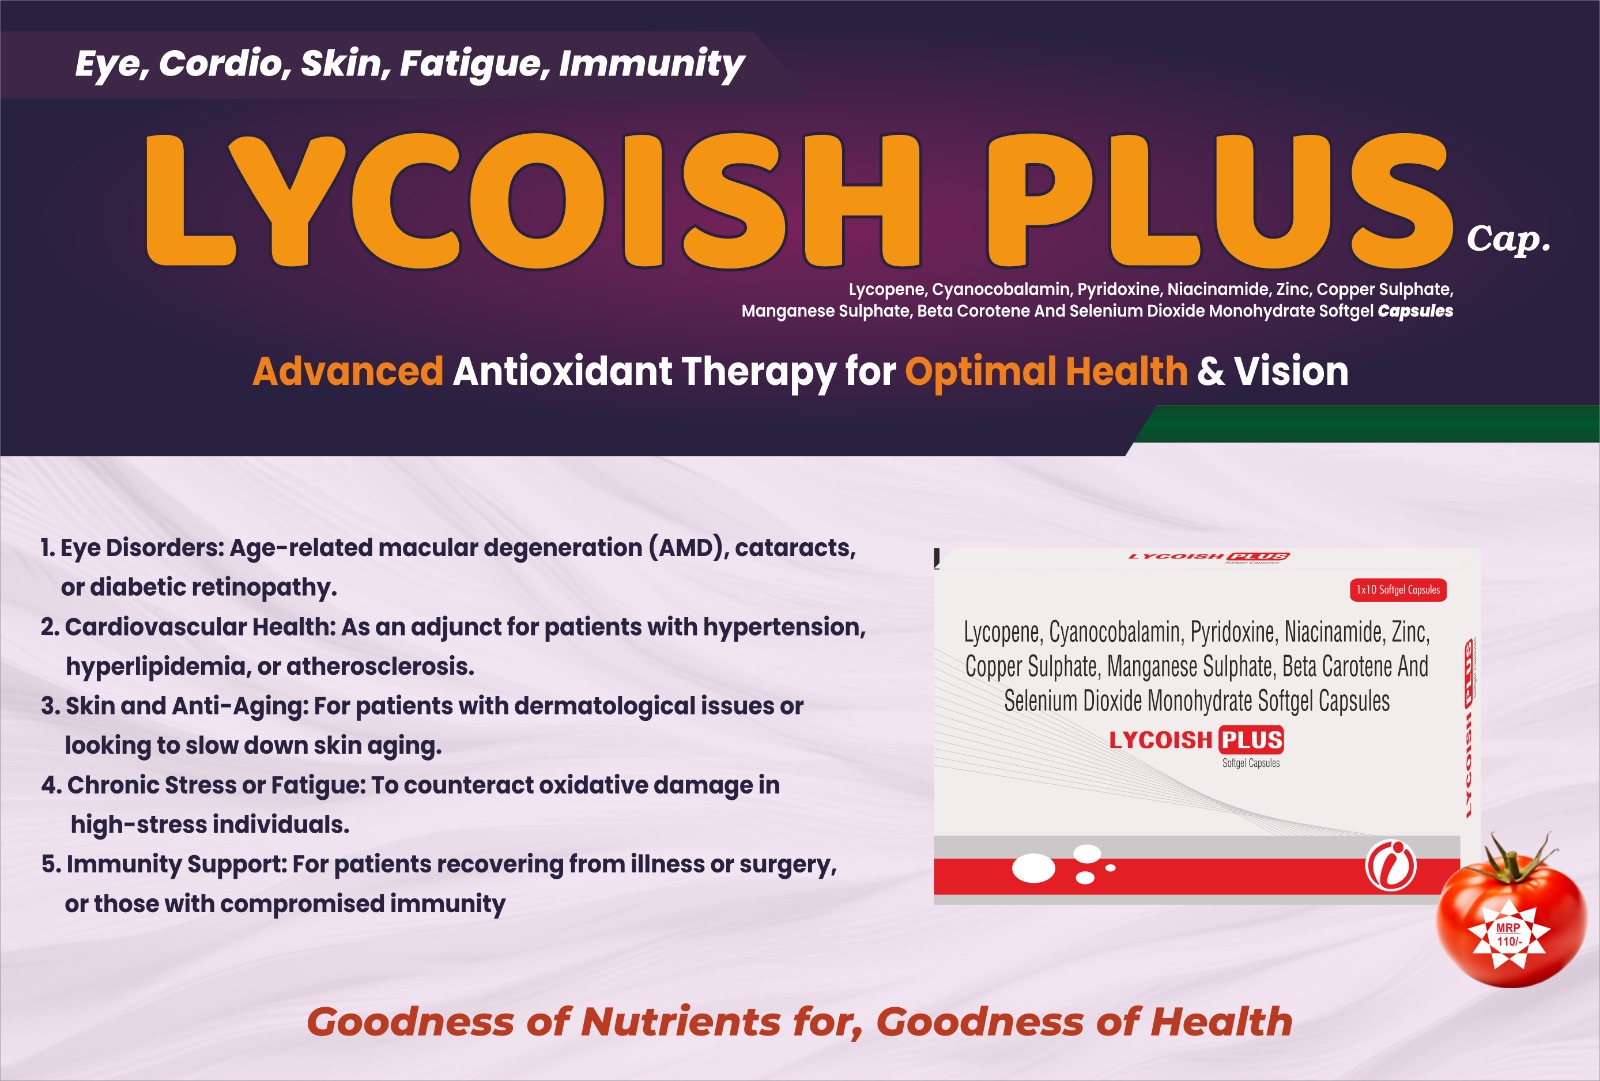 Eye, Cordio, Skin, Fatigue, Immunity
LYCOISH PLUS Cap.
Lycopene, Cyanocobalamin, Pyridoxine, Niacinamide, Zinc, Copper Sulphate,
Manganese Sulphate, Beta Corotene And Selenium Dioxide Monohydrate Softgel Capsules
Advanced Antioxidant Therapy for Optimal Health & Vision
1. Eye Disorders: Age-related macular degeneration (AMD), cataracts,
or diabetic retinopathy.
2. Cardiovascular Health: As an adjunct for patients with hypertension,
hyperlipidemia, or atherosclerosis.
3. Skin and Anti-Aging: For patients with dermatological issues or
looking to slow down skin aging.
4. Chronic Stress or Fatigue: To counteract oxidative damage in
high-stress individuals.
5. Immunity Support: For patients recovering from illness or surgery,
or those with compromised immunity
LYCOISH PLUS
Softgel Capsules
1x10 Softgel Capsules
Lycopene, Cyanocobalamin, Pyridoxine, Niacinamide, Zinc,
Copper Sulphate, Manganese Sulphate, Beta Carotene And
Selenium Dioxide Monohydrate Softgel Capsules
LYCOISH PLUS
Softgel Capsules
LYCOISH PLUS
MRP
110/-
Goodness of Nutrients for, Goodness of Health